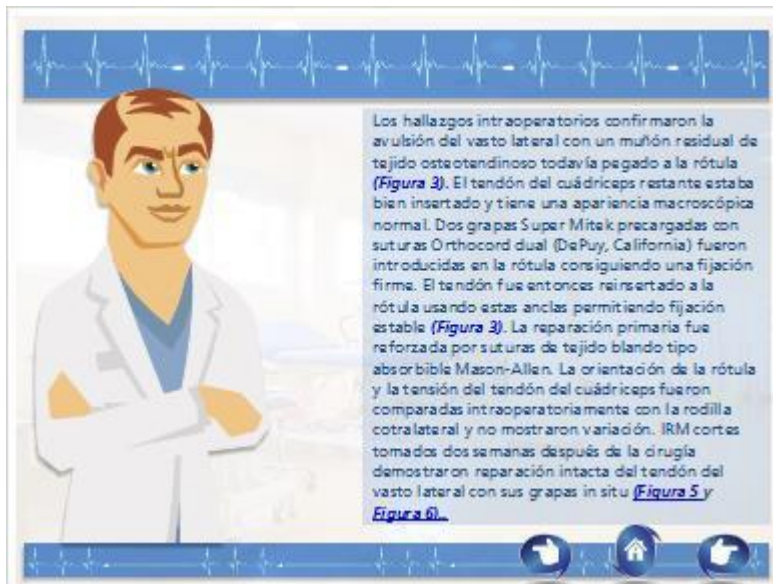 Los hallazgos intraoperatorios confirmaron la
avulsión del vasto lateral con un muñón residual de
tejido osteotendinoso todavía pegado a la rótula
(Figura 3). El tendón del cuádriceps restante estaba
bien insertado y tiene una apariencia macroscópica
normal. Dos grapas Super Mitek precargadas con
suturas Orthocord dual (DePuy, California) fueron
introducidas en la rótula consiguiendo una fijación
firme. El tendón fue entonces reinsertado a la
rótula usando estas anclas permitiendo fijación
estable (Figura 3). La reparación primaria fue
reforzada por suturas de tejido blando tipo
absorbible Mason-Allen. La orientación de la rótula
y la tensión del tendón del cuádriceps fueron
comparadas intraoperatoriamente con la rodilla
cotralateral y no mostraron variación. IRM cortes
tomados dos semanas después de la cirugía
demostraron reparación intacta del tendón del
vasto lateral con sus grapas in situ (Figura 5 y
Figura 6)...